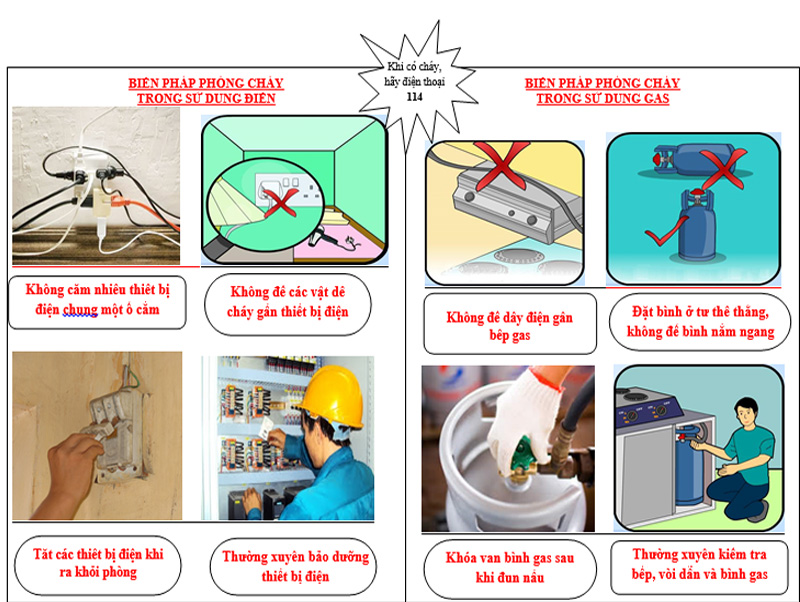 Khi có cháy,
hãy điện thoại
114
BIỆN PHÁP PHÒNG CHÁY
TRONG SỬ DỤNG ĐIỆN
BIỆN PHÁP PHÒNG CHÁY
TRONG SỬ DỤNG GAS
Không cắm nhiều thiết bị
điện chung một ổ cắm
Không để các vật dễ
cháy gần thiết bị điện
Không để dây điện gần
bếp gas
Đặt bình ở tư thế thẳng,
không để bình nằm ngang
Tắt các thiết bị điện khi
ra khỏi phòng
Thường xuyên bảo dưỡng
thiết bị điện
Khóa van bình gas sau
khi đun nấu
Thường xuyên kiểm tra
bếp, vòi dẫn và bình gas